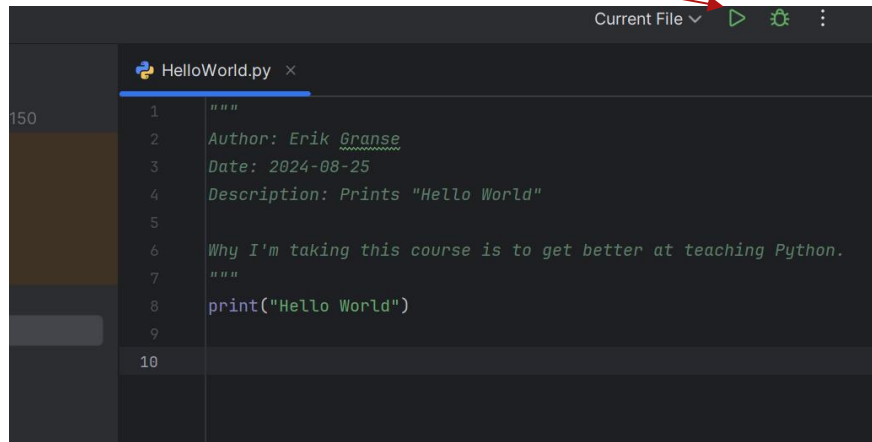 Current File
HelloWorld.py
150
1 """
2 Author: Erik Granse
3 Date: 2024-08-25
4 Description: Prints "Hello World"
5
6 Why I'm taking this course is to get better at teaching Python.
7 """
8 print("Hello World")
9
10